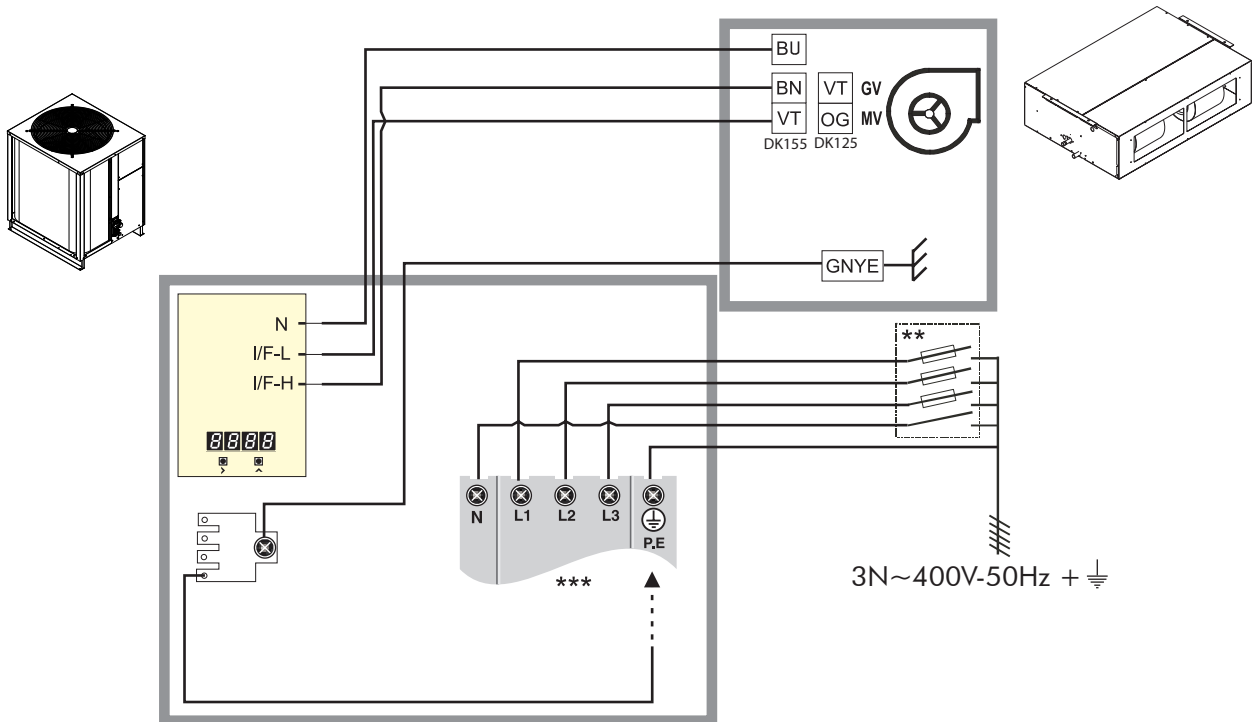 BU
BN VT GV
VT OG MV
DK155 DK125
GNYE
N
I/F-L
I/F-H
8888
**
N L1 L2 L3
P.E
***
3N~400V-50Hz +